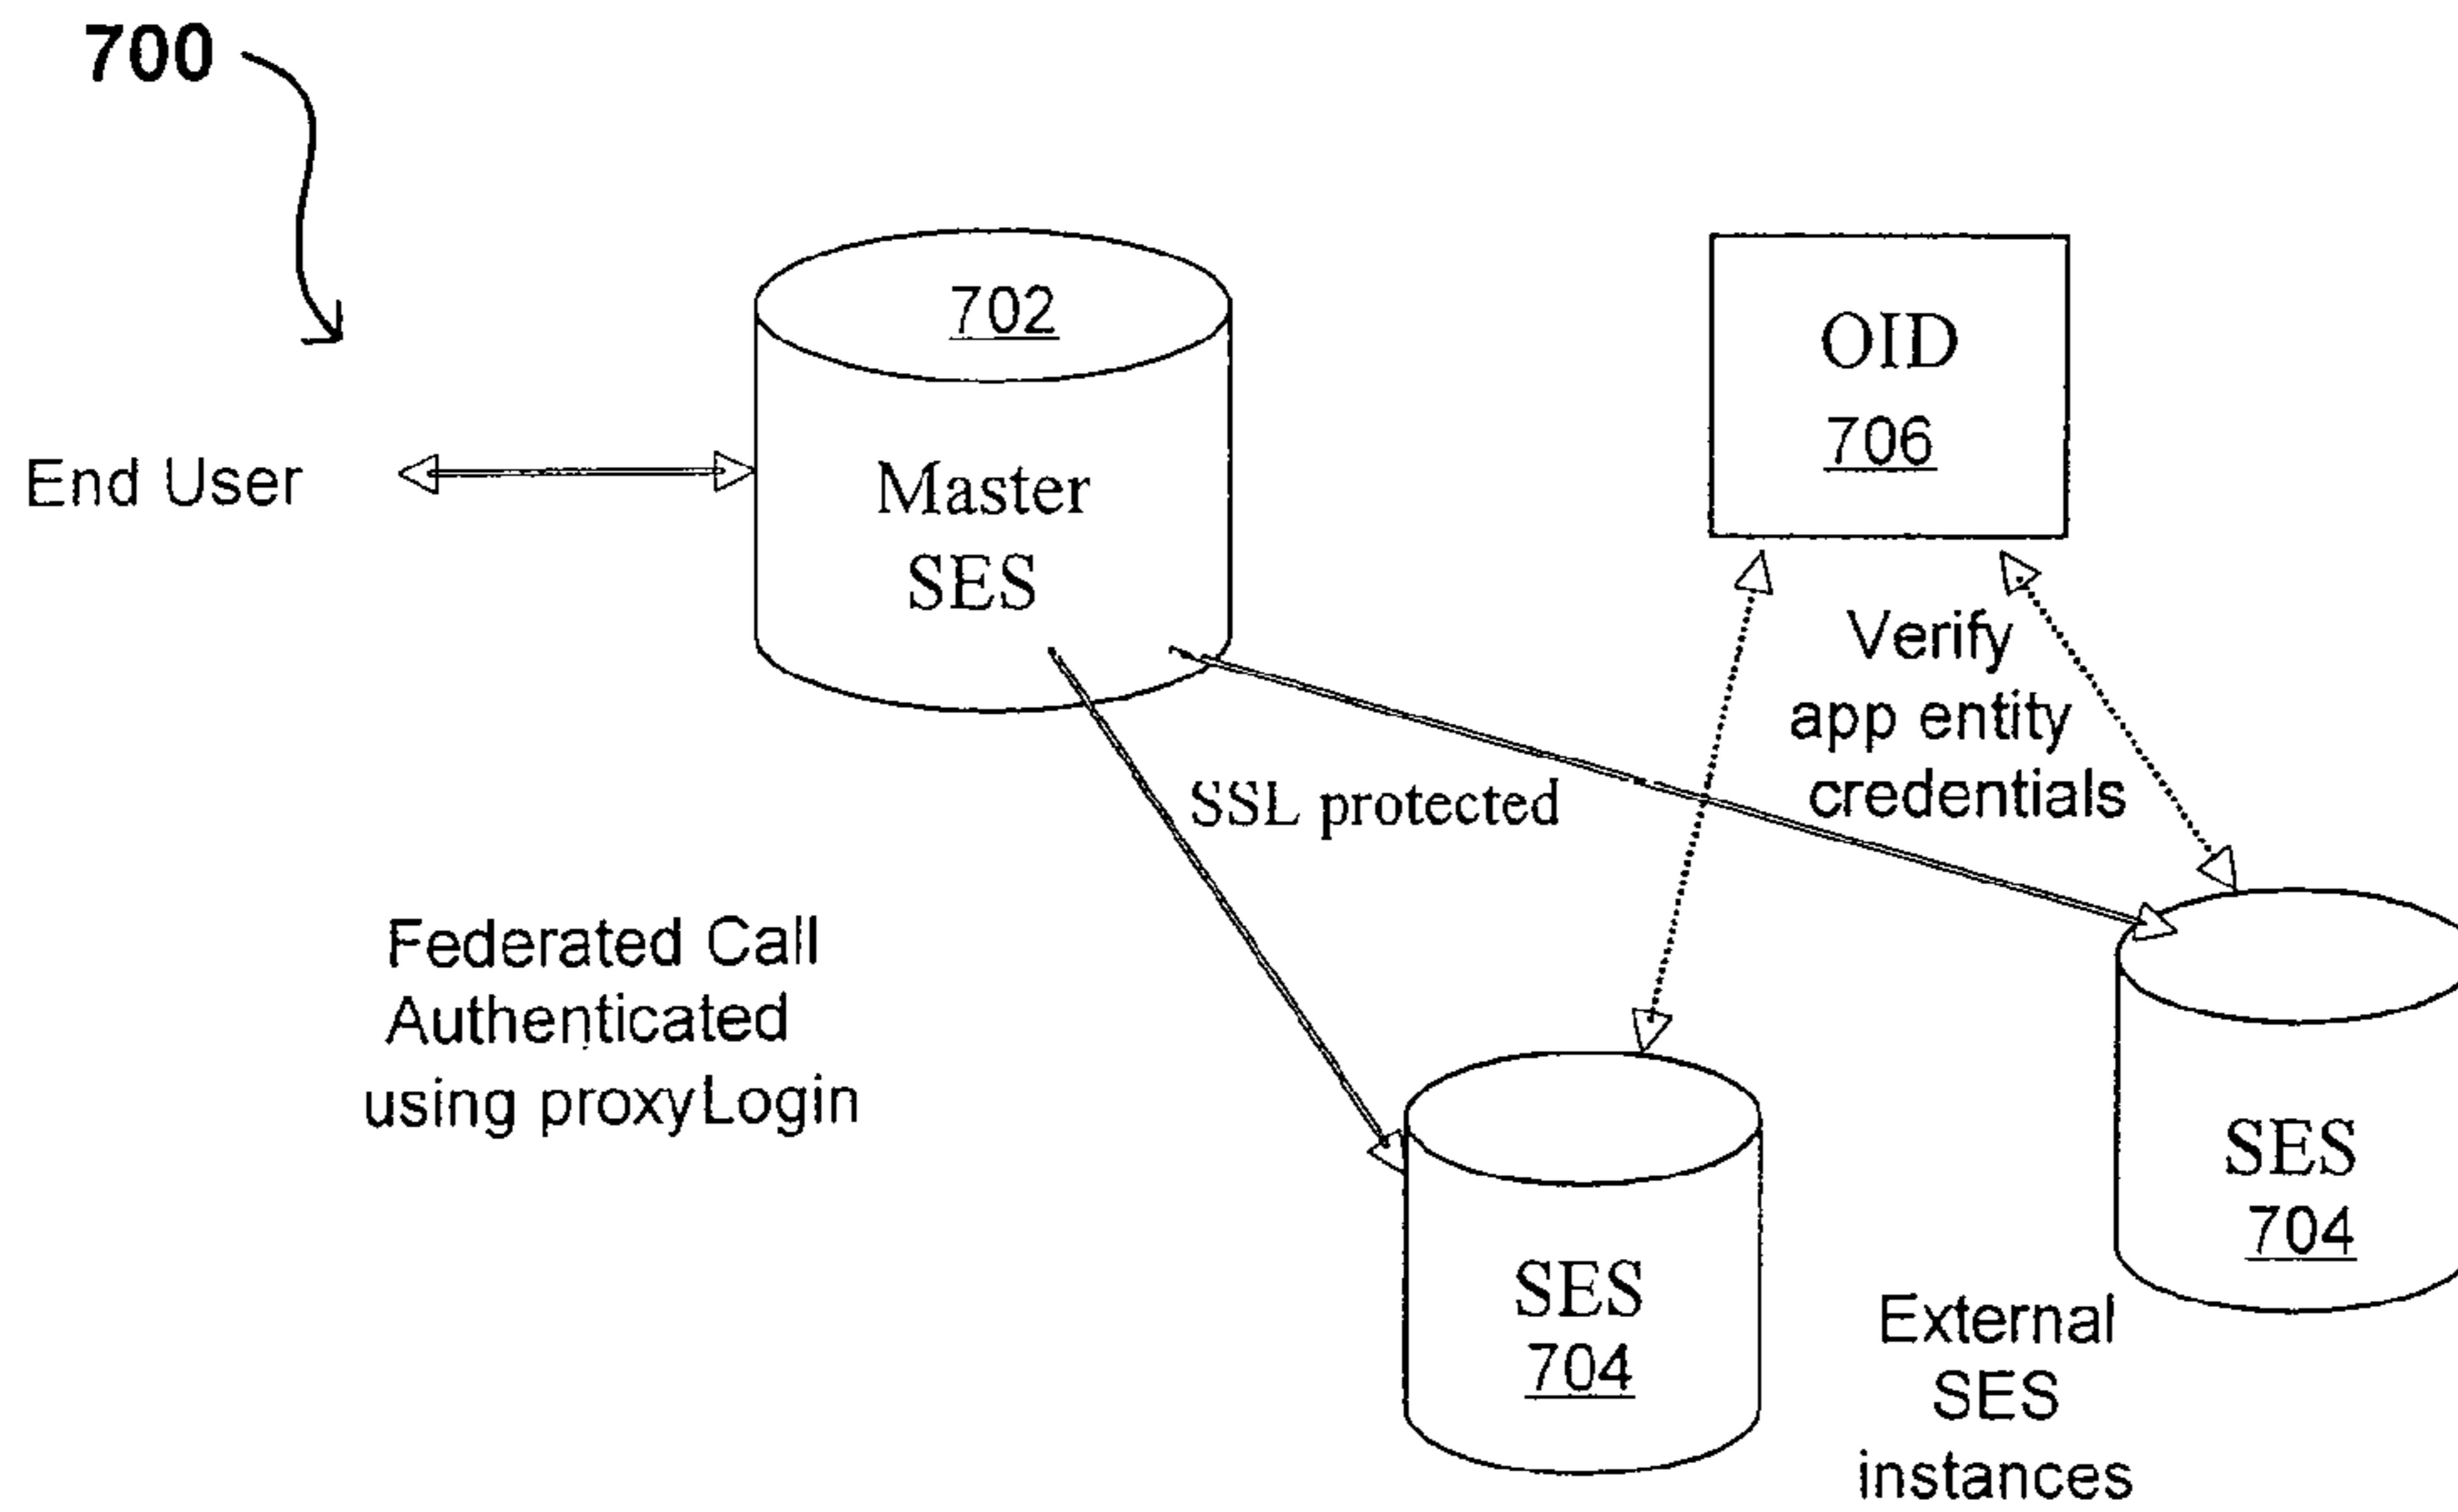 700
702
Master
SES
End User
OID
706
Verify
app entity
credentials
SSL protected
Federated Call
Authenticated
using proxyLogin
SES
704
SES
704
External
SES
instances